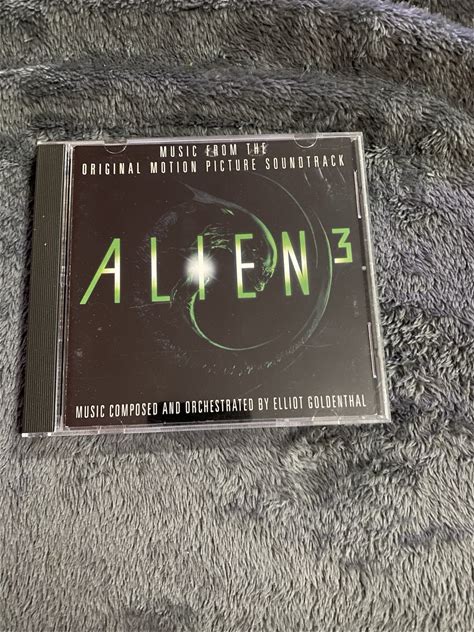 MUSIC FROM THE
ORIGINAL MOTION PICTURE SOUNDTRACK
ALIEN³
MUSIC COMPOSED AND ORCHESTRATED BY ELLIOT GOLDENTHAL